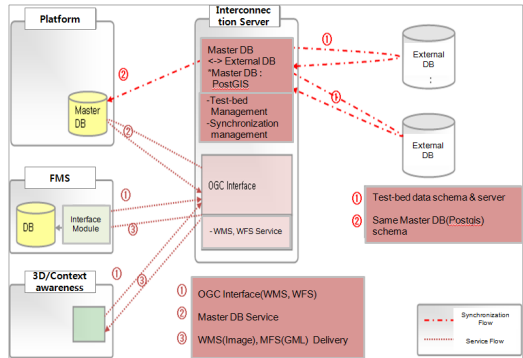 Platform
Master
DB
②
②
FMS
DB
Interface
Module
①
③
3D/Context
awareness
①
③
Interconnec
tion Server
Master DB
<-> External DB
*Master DB :
PostGIS
-Test-bed
Management
-Synchronization
management
OGC Interface
- WMS, WFS Service
①
①
External
DB
:
External
DB
① Test-bed data schema & server
② Same Master DB(Postgis)
schema
① OGC Interface(WMS, WFS)
② Master DB Service
③ WMS(Image), MFS(GML) Delivery
Synchronization
Flow
Service Flow